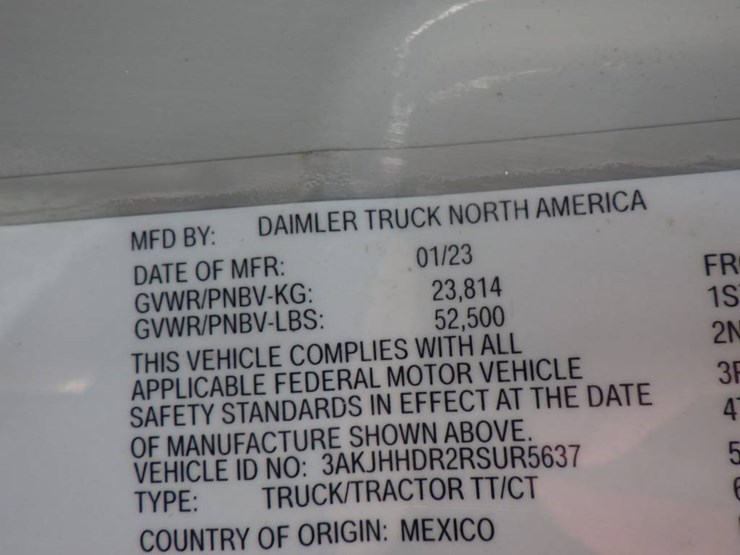 MFD BY: DAIMLER TRUCK NORTH AMERICA
DATE OF MFR: 01/23
GVWR/PNBV-KG: 23,814
GVWR/PNBV-LBS: 52,500
THIS VEHICLE COMPLIES WITH ALL
APPLICABLE FEDERAL MOTOR VEHICLE
SAFETY STANDARDS IN EFFECT AT THE DATE
OF MANUFACTURE SHOWN ABOVE.
VEHICLE ID NO: 3AKJHHDR2RSUR5637
TYPE: TRUCK/TRACTOR TT/CT
COUNTRY OF ORIGIN: MEXICO